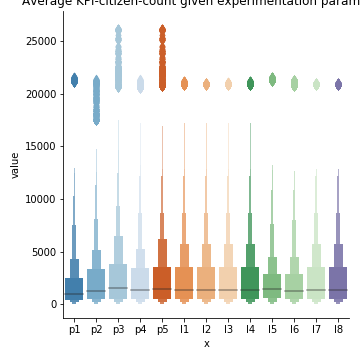 Average KPI-citizen-count given experimentation param
25000
20000
15000
10000
5000
0
value
p1 p2 p3 p4 p5 l1 l2 l3 l4 l5 l6 l7 l8
x